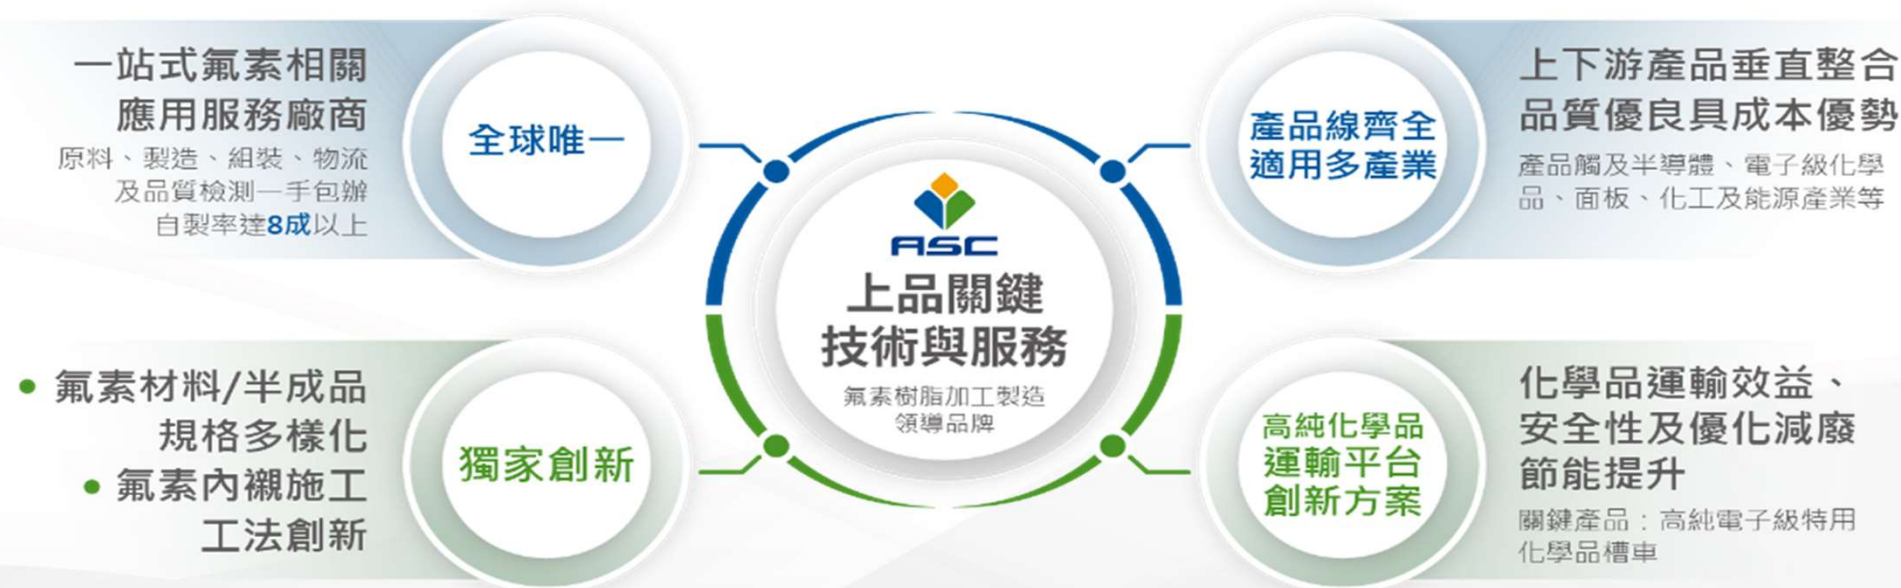 一站式氟素相關
應用服務廠商
原料、製造、組裝、物流
及品質檢測一手包辦
自製率達8成以上
全球唯一
產品線齊全
適用多產業
上下游產品垂直整合
品質優良具成本優勢
產品觸及半導體、電子級化學
品、面板、化工及能源產業等
ASC
上品關鍵
技術與服務
氟素樹脂加工製造
領導品牌
• 氟素材料/半成品
規格多樣化
• 氟素內襯施工
工法創新
獨家創新
高純化學品
運輸平台
創新方案
化學品運輸效益、
安全性及優化減廢
節能提升
關鍵產品：高純電子級特用
化學品槽車